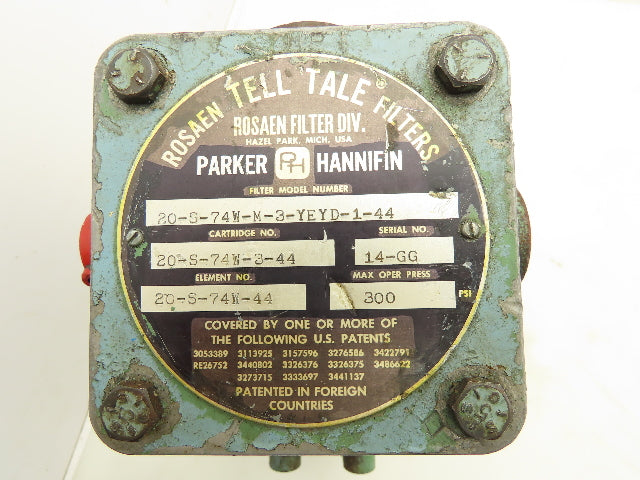 ROSAEN TELL TALE FILTERS
ROSAEN FILTER DIV.
HAZEL PARK, MICH. USA
PARKER PH HANNIFIN
FILTER MODEL NUMBER
20-S-74W-M-3-YEYD-1-44
CARTRIDGE NO. SERIAL NO.
20-S-74W-3-44 14-GG
ELEMENT NO. MAX OPER PRESS
20-S-74W-44 300 PSI
COVERED BY ONE OR MORE OF
THE FOLLOWING U.S. PATENTS
3053389 3113925 3157596 3276586 3422791
RE26752 3440802 3326376 3326375 3486622
3273715 3333697 3441137
PATENTED IN FOREIGN
COUNTRIES